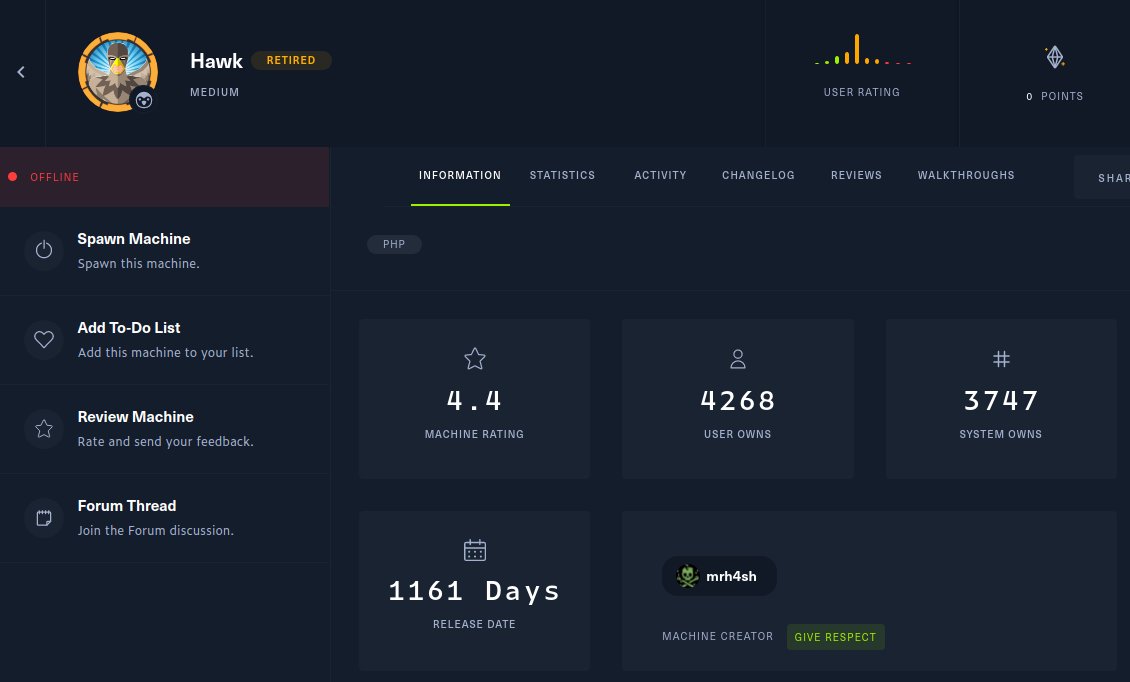 Hawk RETIRED
MEDIUM
USER RATING
0 POINTS
OFFLINE
INFORMATION STATISTICS ACTIVITY CHANGELOG REVIEWS WALKTHROUGHS SHAR
Spawn Machine
Spawn this machine.
PHP
Add To-Do List
Add this machine to your list.
Review Machine
Rate and send your feedback.
Forum Thread
Join the Forum discussion.
4.4
MACHINE RATING
4268
USER OWNS
3747
SYSTEM OWNS
1161 Days
RELEASE DATE
mrh4sh
MACHINE CREATOR GIVE RESPECT